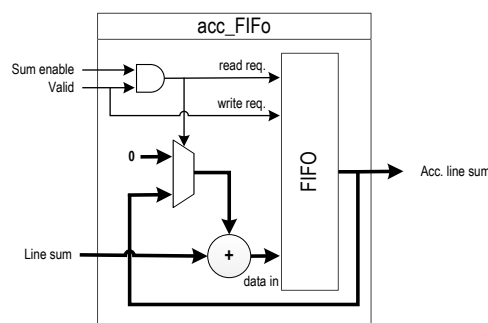 acc_FIFo
Sum enable
read req.
Valid
write req.
0
FIFO
Acc. line sum
Line sum
+
data in